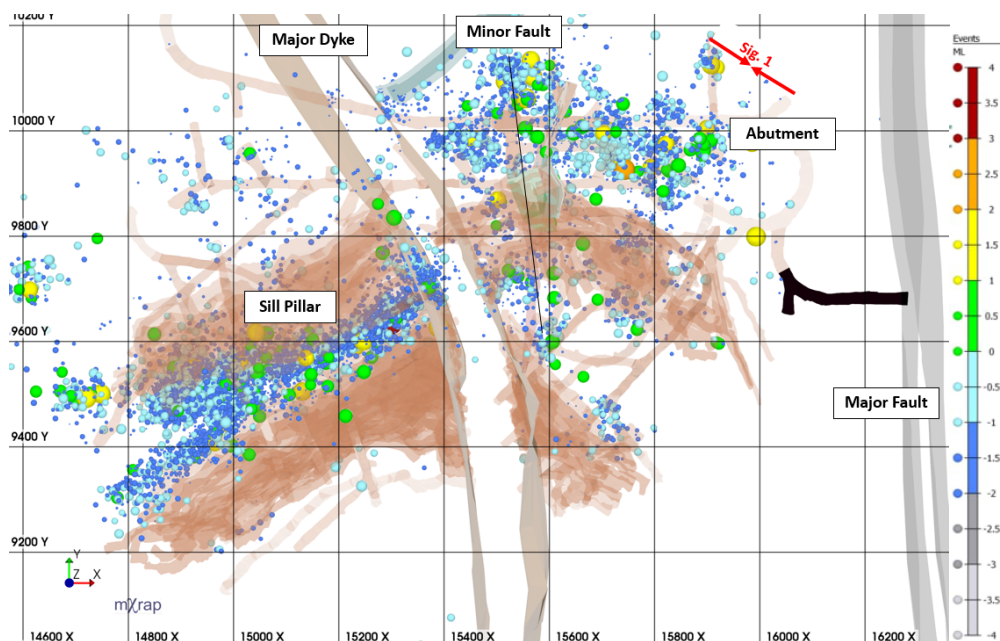 10200 Y
Major Dyke
Minor Fault
Sig. 1
Events
ML
4
3.5
3
10000 Y
Abutment
2.5
2
1.5
9800 Y
1
0.5
Sill Pillar
9600 Y
0
-0.5
Major Fault
9400 Y
-1
-1.5
-2
-2.5
9200 Y
-3
Y
Z
X
mXrap
-3.5
-4
14600 X
14800 X
15000 X
15200 X
15400 X
15600 X
15800 X
16000 X
16200 X